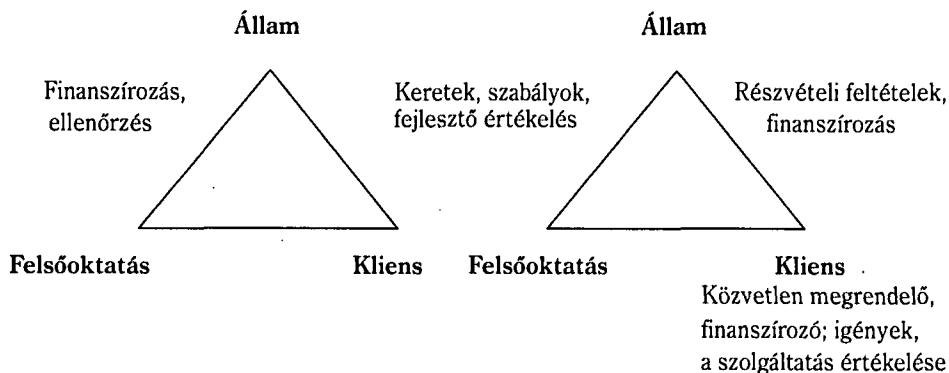 Állam
Finanszírozás,
ellenőrzés
Felsőoktatás
Kliens
Állam
Keretek, szabályok,
fejlesztő értékelés
Részvételi feltételek,
finanszírozás
Felsőoktatás
Kliens
Közvetlen megrendelő,
finanszírozó; igények,
a szolgáltatás értékelése